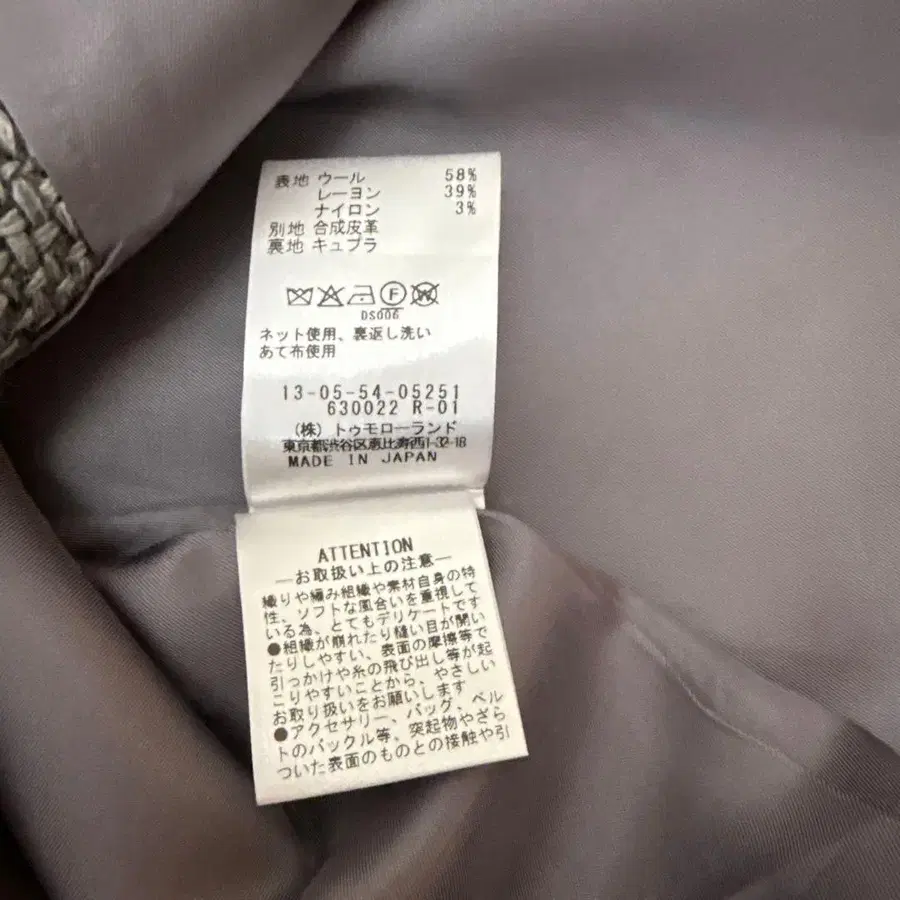 表地 ウール 58%
レーヨン 39%
ナイロン 3%
別地 合成皮革
裏地 キュプラ
F W
DS006
ネット使用、裏返し洗い
あて布使用
13-05-54-05251
630022 R-01
(株) トゥモローランド
東京都渋谷区恵比寿西1-32-18
MADE IN JAPAN
ATTENTION
―お取扱い上の注意―
織りや編み組織や素材自身の特
性、ソフトな風合いを重視して
いる為、とてもデリケートです
●組織が崩れたり縫い目が開い
たりしやすい、表面の摩擦等で
引っかけや糸の飛び出し等が起
こりやすいことから、やさしい
お取り扱いをお願いします
●アクセサリー、バッグ、ベル
トのバックル等、突起物やざら
ついた表面のものとの接触や引